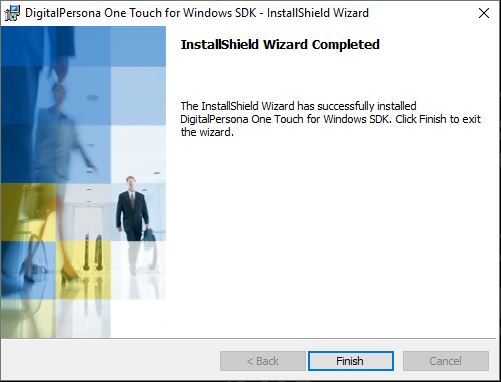 DigitalPersona One Touch for Windows SDK - InstallShield Wizard
InstallShield Wizard Completed
The InstallShield Wizard has successfully installed
DigitalPersona One Touch for Windows SDK. Click Finish to exit
the wizard.
< Back
Finish
Cancel